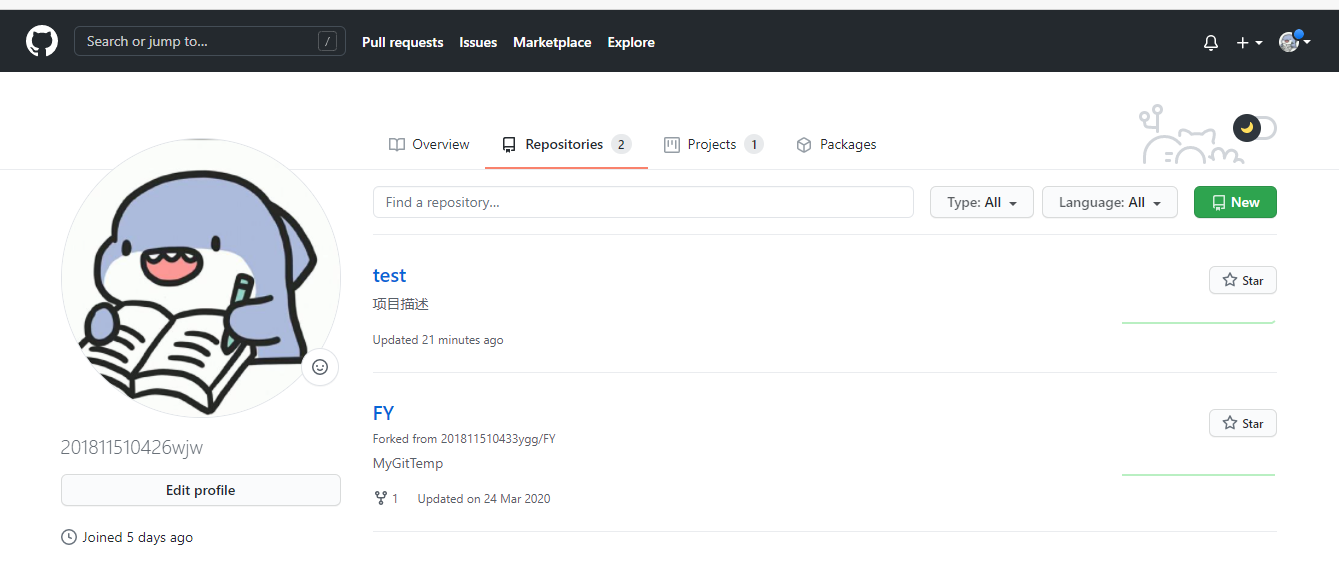 Search or jump to... /
Pull requests Issues Marketplace Explore
Overview Repositories 2 Projects 1 Packages
Find a repository...
Type: All
Language: All
New
test
Star
项目描述
Updated 21 minutes ago
FY
Star
Forked from 201811510433ygg/FY
MyGitTemp
1 Updated on 24 Mar 2020
201811510426wjw
Edit profile
Joined 5 days ago